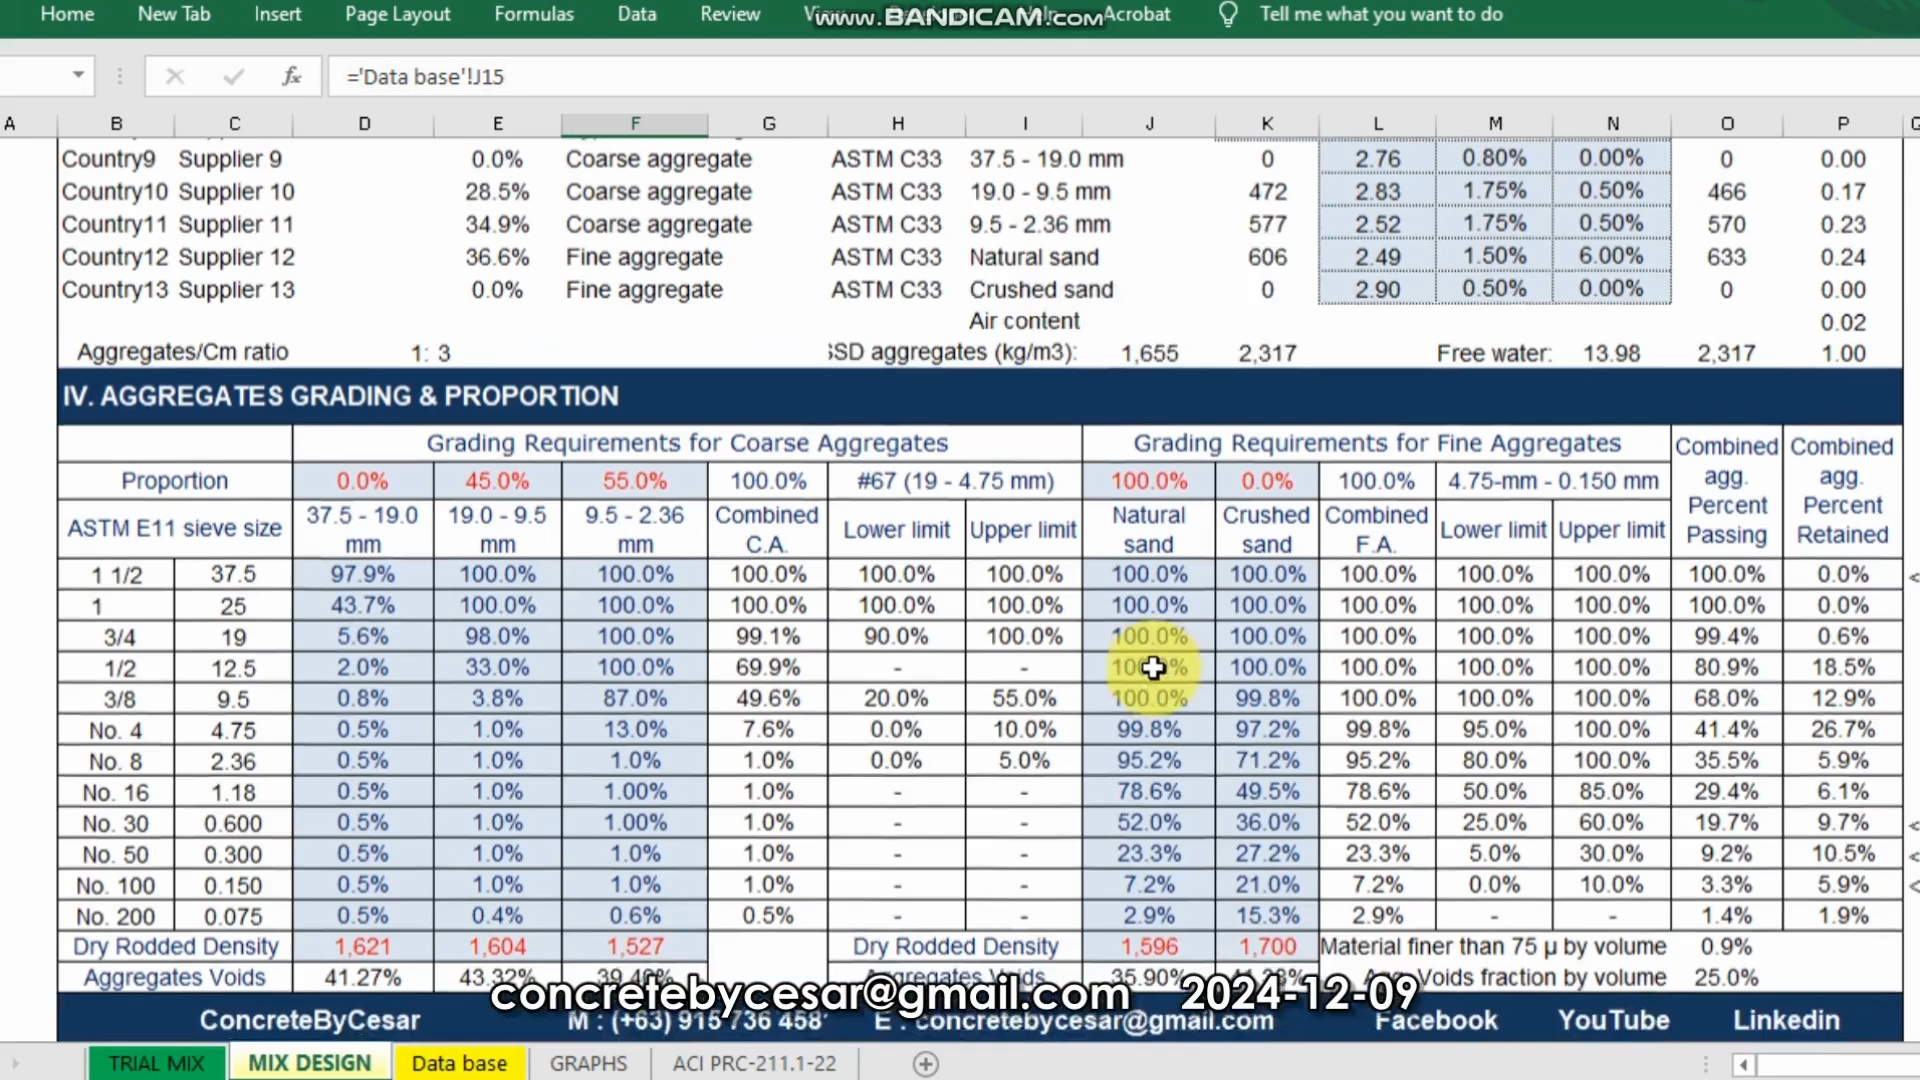 Home New Tab Insert Page Layout Formulas Data Review www.BANDICAM.com Acrobat Tell me what you want to do
fx ='Data base'!J15
A B C D E F G H I J K L M N O P
Country9 Supplier 9 0.0% Coarse aggregate ASTM C33 37.5 - 19.0 mm 0 2.76 0.80% 0.00% 0 0.00
Country10 Supplier 10 28.5% Coarse aggregate ASTM C33 19.0 - 9.5 mm 472 2.83 1.75% 0.50% 466 0.17
Country11 Supplier 11 34.9% Coarse aggregate ASTM C33 9.5 - 2.36 mm 577 2.52 1.75% 0.50% 570 0.23
Country12 Supplier 12 36.6% Fine aggregate ASTM C33 Natural sand 606 2.49 1.50% 6.00% 633 0.24
Country13 Supplier 13 0.0% Fine aggregate ASTM C33 Crushed sand 0 2.90 0.50% 0.00% 0 0.00
Air content 0.02
Aggregates/Cm ratio 1: 3 SSD aggregates (kg/m3): 1,655 2,317 Free water: 13.98 2,317 1.00
IV. AGGREGATES GRADING & PROPORTION
Grading Requirements for Coarse Aggregates Grading Requirements for Fine Aggregates Combined agg. Percent Passing Combined agg. Percent Retained
Proportion 0.0% 45.0% 55.0% 100.0% #67 (19 - 4.75 mm) 100.0% 0.0% 100.0% 4.75-mm - 0.150 mm
ASTM E11 sieve size 37.5 - 19.0 mm 19.0 - 9.5 mm 9.5 - 2.36 mm Combined C.A. Lower limit Upper limit Natural sand Crushed sand Combined F.A. Lower limit Upper limit
1 1/2 37.5 97.9% 100.0% 100.0% 100.0% 100.0% 100.0% 100.0% 100.0% 100.0% 100.0% 100.0% 100.0% 0.0% <
1 25 43.7% 100.0% 100.0% 100.0% 100.0% 100.0% 100.0% 100.0% 100.0% 100.0% 100.0% 100.0% 0.0%
3/4 19 5.6% 98.0% 100.0% 99.1% 90.0% 100.0% 100.0% 100.0% 100.0% 100.0% 100.0% 99.4% 0.6%
1/2 12.5 2.0% 33.0% 100.0% 69.9% - - 100.0% 100.0% 100.0% 100.0% 100.0% 80.9% 18.5%
3/8 9.5 0.8% 3.8% 87.0% 49.6% 20.0% 55.0% 100.0% 99.8% 100.0% 100.0% 100.0% 68.0% 12.9%
No. 4 4.75 0.5% 1.0% 13.0% 7.6% 0.0% 10.0% 99.8% 97.2% 99.8% 95.0% 100.0% 41.4% 26.7%
No. 8 2.36 0.5% 1.0% 1.0% 1.0% 0.0% 5.0% 95.2% 71.2% 95.2% 80.0% 100.0% 35.5% 5.9%
No. 16 1.18 0.5% 1.0% 1.00% 1.0% - - 78.6% 49.5% 78.6% 50.0% 85.0% 29.4% 6.1%
No. 30 0.600 0.5% 1.0% 1.00% 1.0% - - 52.0% 36.0% 52.0% 25.0% 60.0% 19.7% 9.7% <
No. 50 0.300 0.5% 1.0% 1.0% 1.0% - - 23.3% 27.2% 23.3% 5.0% 30.0% 9.2% 10.5% <
No. 100 0.150 0.5% 1.0% 1.0% 1.0% - - 7.2% 21.0% 7.2% 0.0% 10.0% 3.3% 5.9% <
No. 200 0.075 0.5% 0.4% 0.6% 0.5% - - 2.9% 15.3% 2.9% - - 1.4% 1.9%
Dry Rodded Density 1,621 1,604 1,527 Dry Rodded Density 1,596 1,700 Material finer than 75 µ by volume 0.9%
Aggregates Voids 41.27% 43.32% Aggregates Voids 35.90% Agg. Voids fraction by volume 25.0%
concretebycesar@gmail.com 2024-12-09
ConcreteByCesar M : (+63) 915 736 458 E : concretebycesar@gmail.com Facebook YouTube Linkedin
TRIAL MIX MIX DESIGN Data base GRAPHS ACI PRC-211.1-22